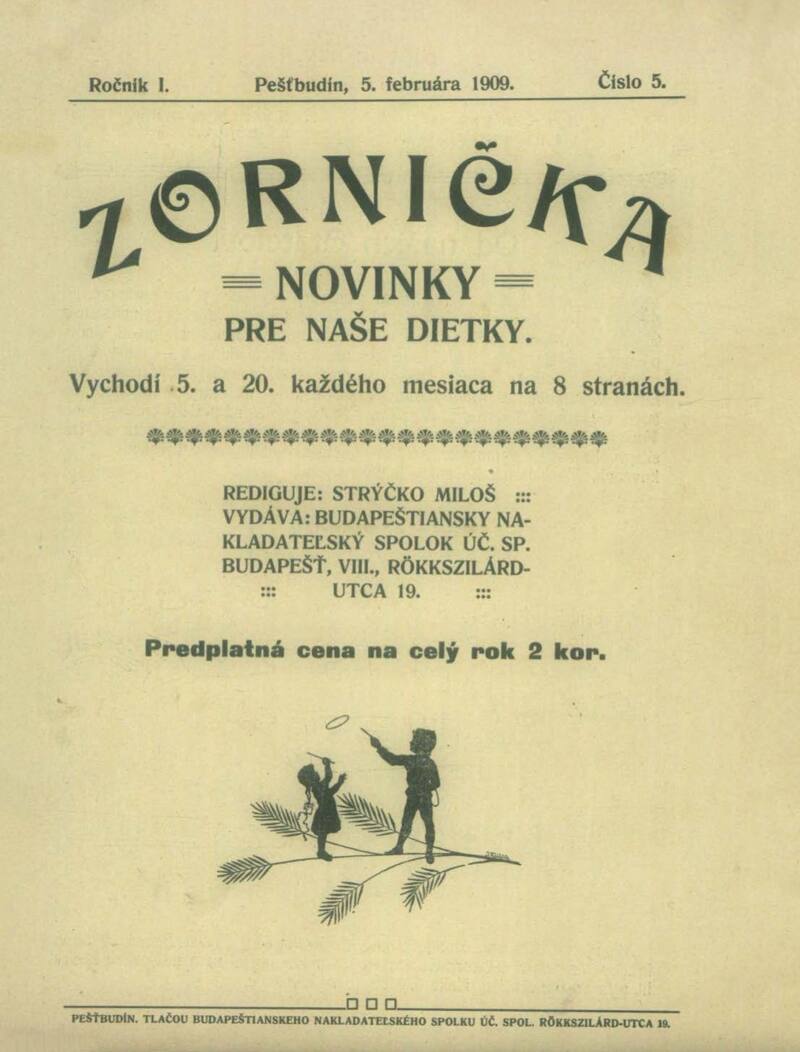 Ročník I. Pešťbudín, 5. februára 1909. Číslo 5.
ZORNIČKA
NOVINKY
PRE NAŠE DIETKY.
Vychodí 5. a 20. každého mesiaca na 8 stranách.
REDIGUJE: STRÝČKO MILOŠ :::
VYDÁVA: BUDAPEŠTIANSKY NA-
KLADATEĽSKÝ SPOLOK ÚČ. SP.
BUDAPEŠŤ, VIII., RÖKKSZILÁRD-
::: UTCA 19. :::
Predplatná cena na celý rok 2 kor.
PEŠŤBUDÍN. TLAČOU BUDAPEŠTIANSKEHO NAKLADATEĽSKÉHO SPOLKU ÚČ. SPOL. RÖKKSZILÁRD-UTCA 19.